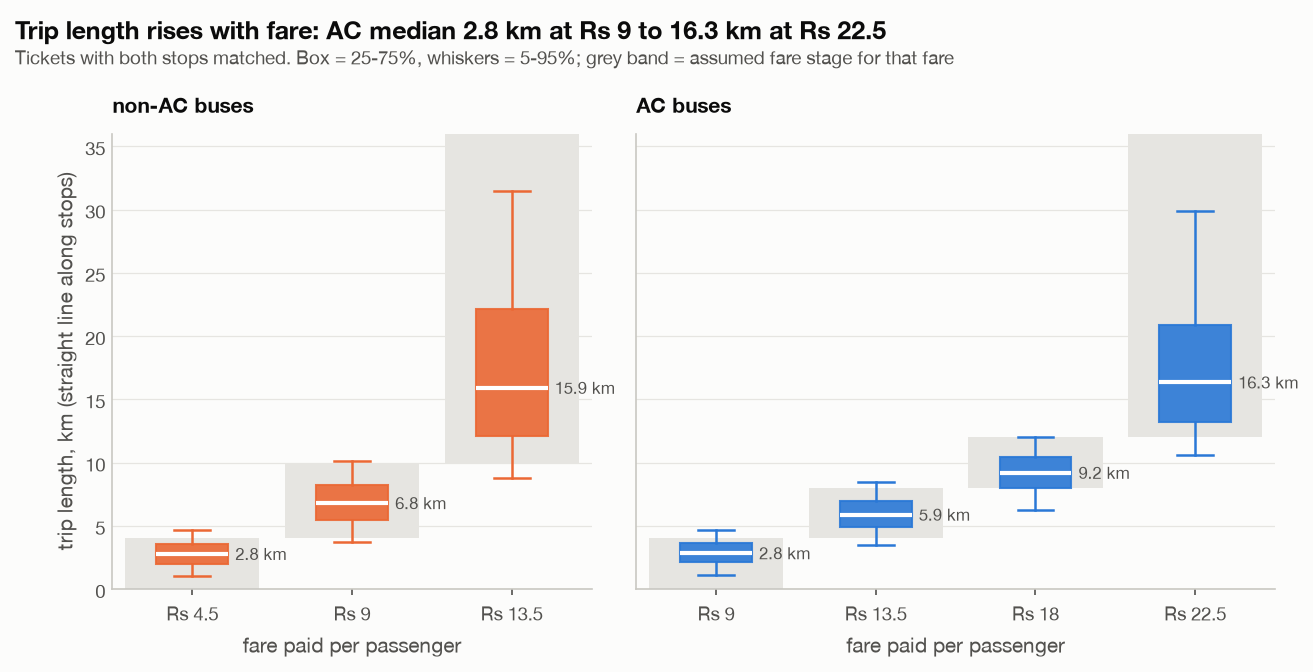 Trip length rises with fare: AC median 2.8 km at Rs 9 to 16.3 km at Rs 22.5
Tickets with both stops matched. Box = 25-75%, whiskers = 5-95%; grey band = assumed fare stage for that fare
non-AC buses
trip length, km (straight line along stops)
35
30
25
20
15
10
5
0
15.9 km
6.8 km
2.8 km
Rs 4.5
Rs 9
Rs 13.5
fare paid per passenger
AC buses
16.3 km
9.2 km
5.9 km
2.8 km
Rs 9
Rs 13.5
Rs 18
Rs 22.5
fare paid per passenger